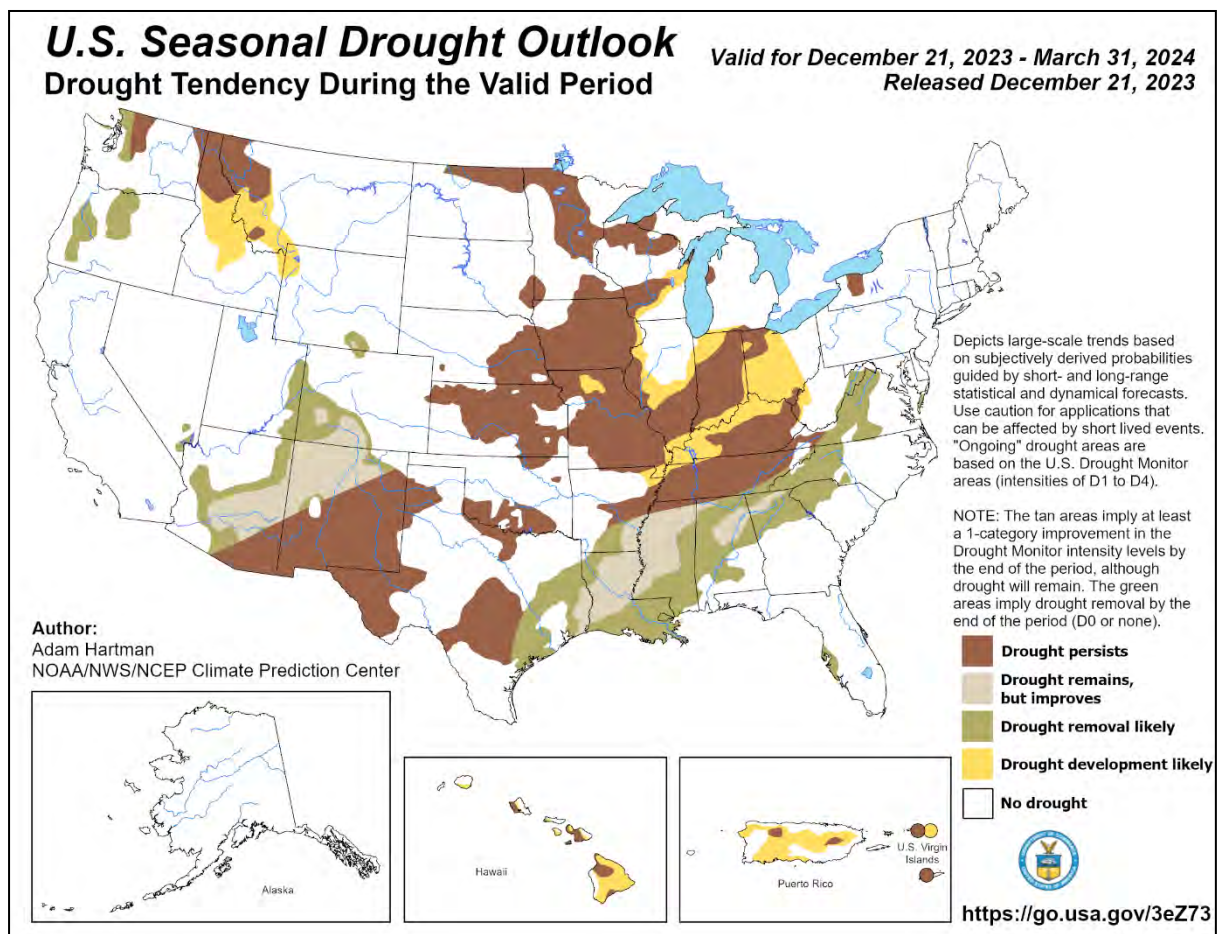 U.S. Seasonal Drought Outlook
Drought Tendency During the Valid Period
Valid for December 21, 2023 - March 31, 2024
Released December 21, 2023
Depicts large-scale trends based
on subjectively derived probabilities
guided by short- and long-range
statistical and dynamical forecasts.
Use caution for applications that
can be affected by short lived events.
"Ongoing" drought areas are
based on the U.S. Drought Monitor
areas (intensities of D1 to D4).
NOTE: The tan areas imply at least
a 1-category improvement in the
Drought Monitor intensity levels by
the end of the period, although
drought will remain. The green
areas imply drought removal by the
end of the period (D0 or none).
Author:
Adam Hartman
NOAA/NWS/NCEP Climate Prediction Center
Drought persists
Drought remains,
but improves
Drought removal likely
Drought development likely
No drought
Alaska
Hawaii
Puerto Rico
U.S. Virgin
Islands
https://go.usa.gov/3eZ73